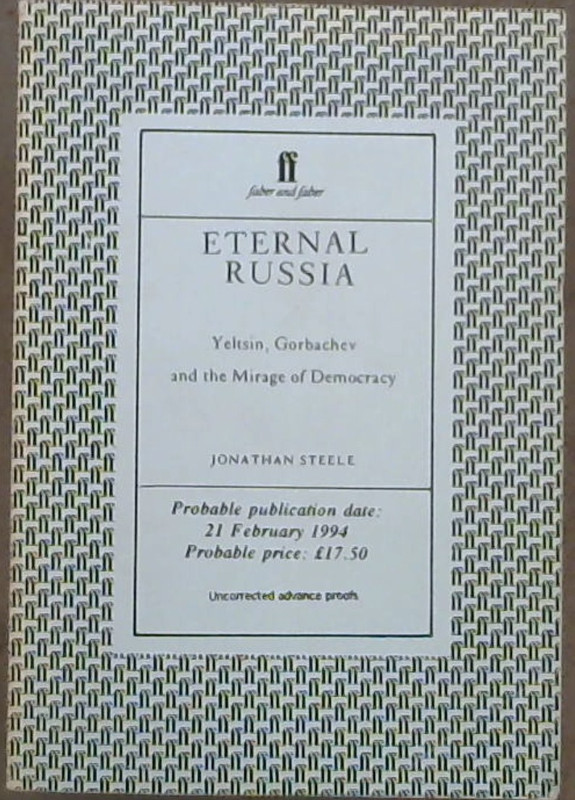 ff
faber and faber
ETERNAL
RUSSIA
Yeltsin, Gorbachev
and the Mirage of Democracy
JONATHAN STEELE
Probable publication date:
21 February 1994
Probable price: £17.50
Uncorrected advance proofs